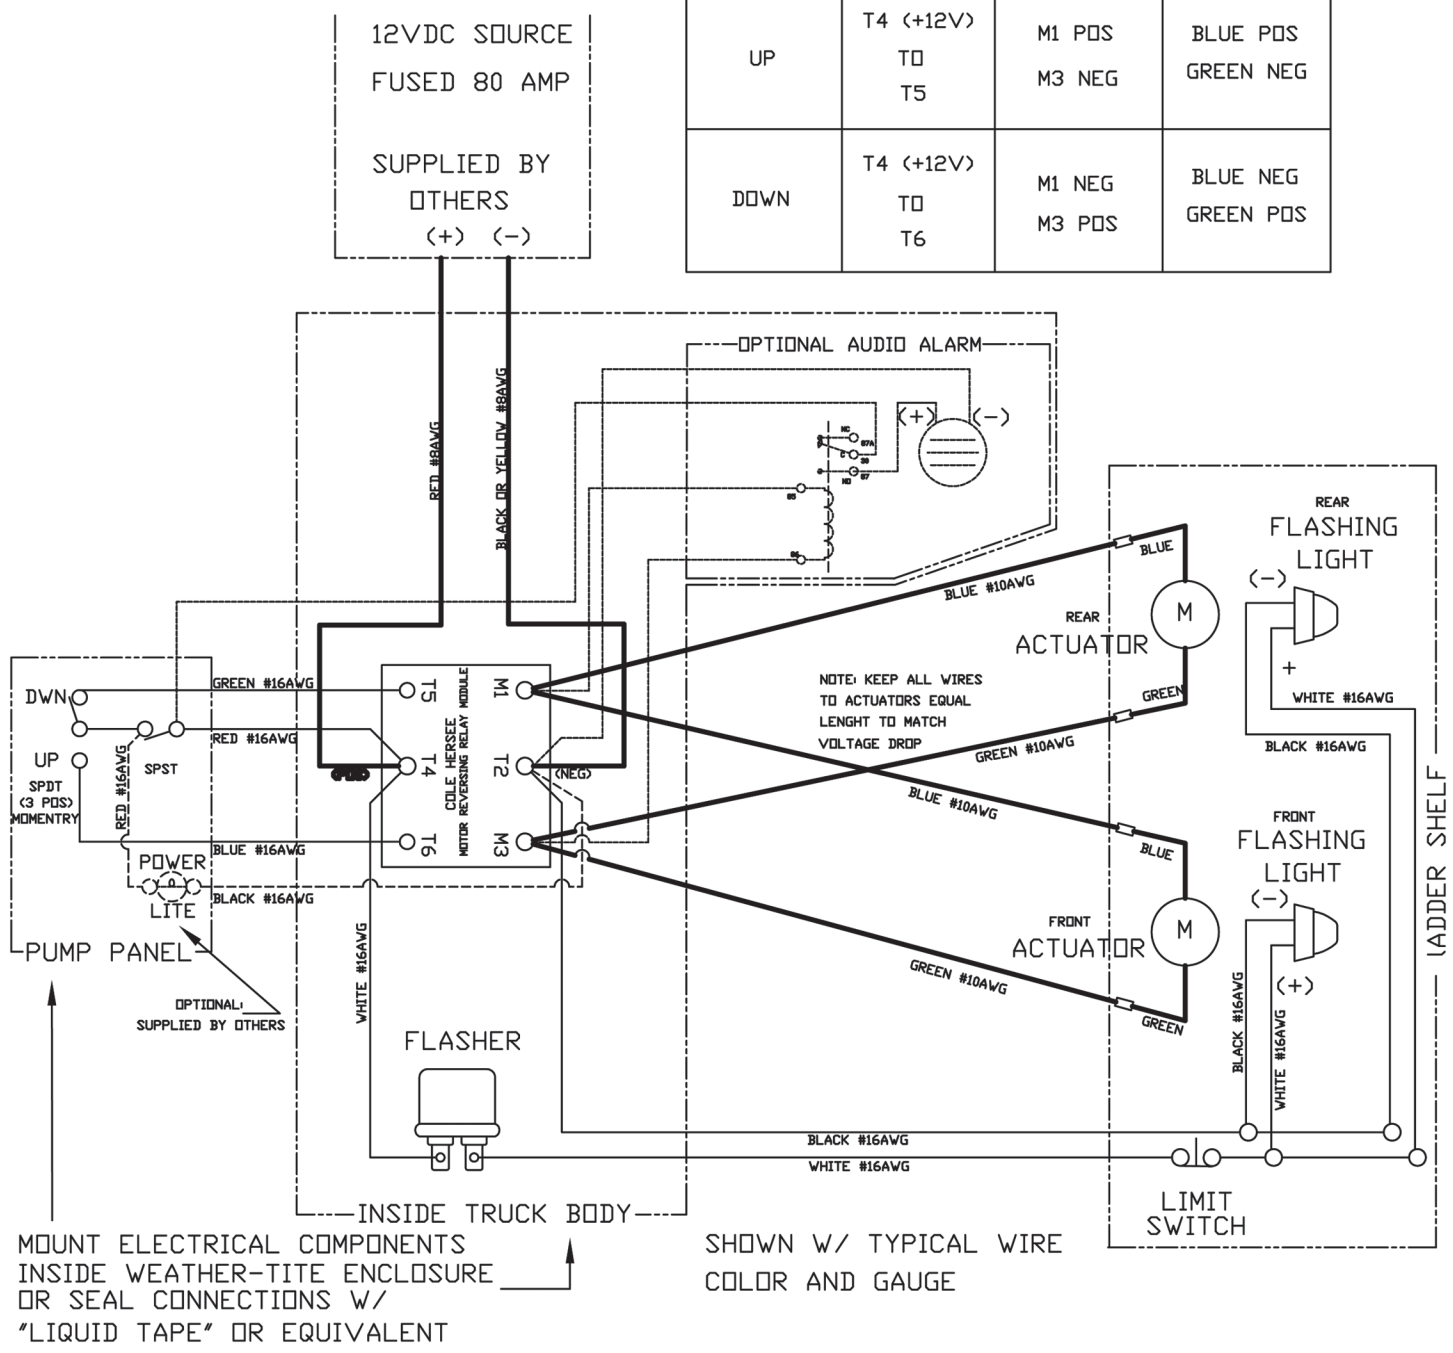 12VDC SOURCE
FUSED 80 AMP
SUPPLIED BY
OTHERS
(+) (-)
UP
T4 (+12V)
TO
T5
M1 POS
M3 NEG
BLUE POS
GREEN NEG
DOWN
T4 (+12V)
TO
T6
M1 NEG
M3 POS
BLUE NEG
GREEN POS
OPTIONAL AUDIO ALARM
(+) (-)
NC
87A
C
30
NO
87
85
86
RED #8AWG
BLACK OR YELLOW #8AWG
REAR
FLASHING
LIGHT
(-)
+
BLUE
BLUE #10AWG
M
REAR
ACTUATOR
GREEN
GREEN #10AWG
NOTE: KEEP ALL WIRES
TO ACTUATORS EQUAL
LENGHT TO MATCH
VOLTAGE DROP
WHITE #16AWG
BLACK #16AWG
DWN
GREEN #16AWG
T5
M1
RED #16AWG
SPST
UP
SPDT
(3 POS)
MOMENTRY
RED #16AWG
(POS)
T4
COLE HERSEE
MOTOR REVERSING RELAY MODULE
T2
(NEG)
BLUE #16AWG
T6
M3
POWER
LITE
BLACK #16AWG
BLUE #10AWG
BLUE
FRONT
FLASHING
LIGHT
(-)
(+)
LADDER SHELF
M
FRONT
ACTUATOR
GREEN #10AWG
GREEN
PUMP PANEL
OPTIONAL:
SUPPLIED BY OTHERS
WHITE #16AWG
FLASHER
BLACK #16AWG
WHITE #16AWG
BLACK #16AWG
WHITE #16AWG
LIMIT
SWITCH
INSIDE TRUCK BODY
MOUNT ELECTRICAL COMPONENTS
INSIDE WEATHER-TITE ENCLOSURE
OR SEAL CONNECTIONS W/
"LIQUID TAPE" OR EQUIVALENT
SHOWN W/ TYPICAL WIRE
COLOR AND GAUGE